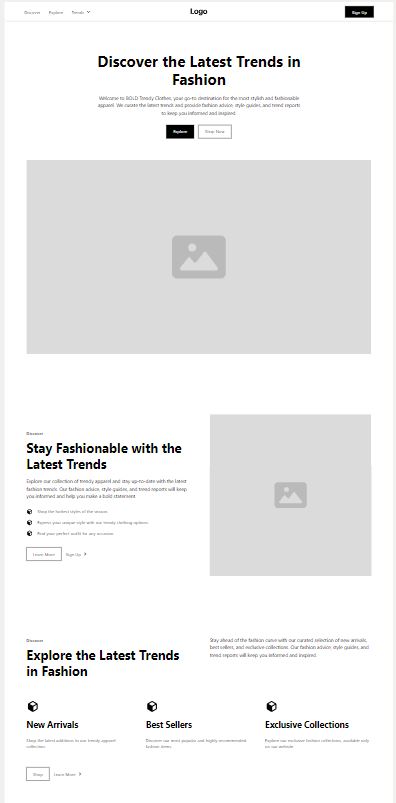 Discover Explore Trends
Logo
Sign Up
Discover the Latest Trends in
Fashion
Welcome to BOLD Trendy Clothes, your go-to destination for the most stylish and fashionable
apparel. We curate the latest trends and provide fashion advice, style guides, and trend reports
to keep you informed and inspired.
Explore
Shop Now
Discover
Stay Fashionable with the
Latest Trends
Explore our collection of trendy apparel and stay up-to-date with the latest
fashion trends. Our fashion advice, style guides, and trend reports will keep
you informed and help you make a bold statement.
Shop the hottest styles of the season.
Express your unique style with our trendy clothing options.
Find your perfect outfit for any occasion.
Learn More
Sign Up
Discover
Explore the Latest Trends
in Fashion
Stay ahead of the fashion curve with our curated selection of new arrivals,
best sellers, and exclusive collections. Our fashion advice, style guides, and
trend reports will keep you informed and inspired.
New Arrivals
Shop the latest additions to our trendy apparel
collection.
Best Sellers
Discover our most popular and highly recommended
fashion items.
Exclusive Collections
Explore our exclusive fashion collections, available only
on our website.
Shop
Learn More